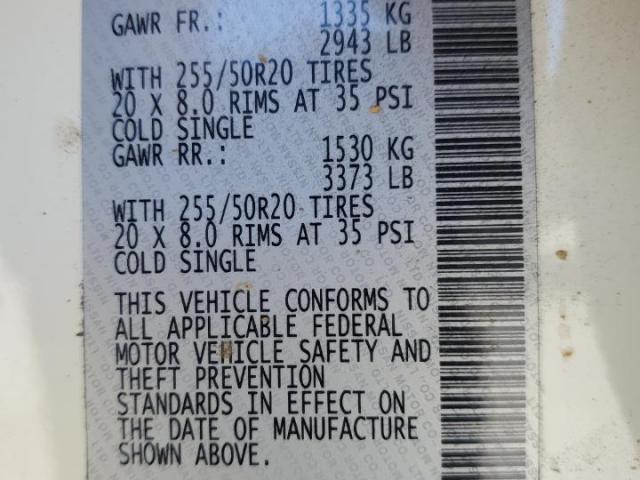 GAWR FR.: 1335 KG
2943 LB
WITH 255/50R20 TIRES
20 X 8.0 RIMS AT 35 PSI
COLD SINGLE
GAWR RR.: 1530 KG
3373 LB
WITH 255/50R20 TIRES
20 X 8.0 RIMS AT 35 PSI
COLD SINGLE
THIS VEHICLE CONFORMS TO
ALL APPLICABLE FEDERAL
MOTOR VEHICLE SAFETY AND
THEFT PREVENTION
STANDARDS IN EFFECT ON
THE DATE OF MANUFACTURE
SHOWN ABOVE.